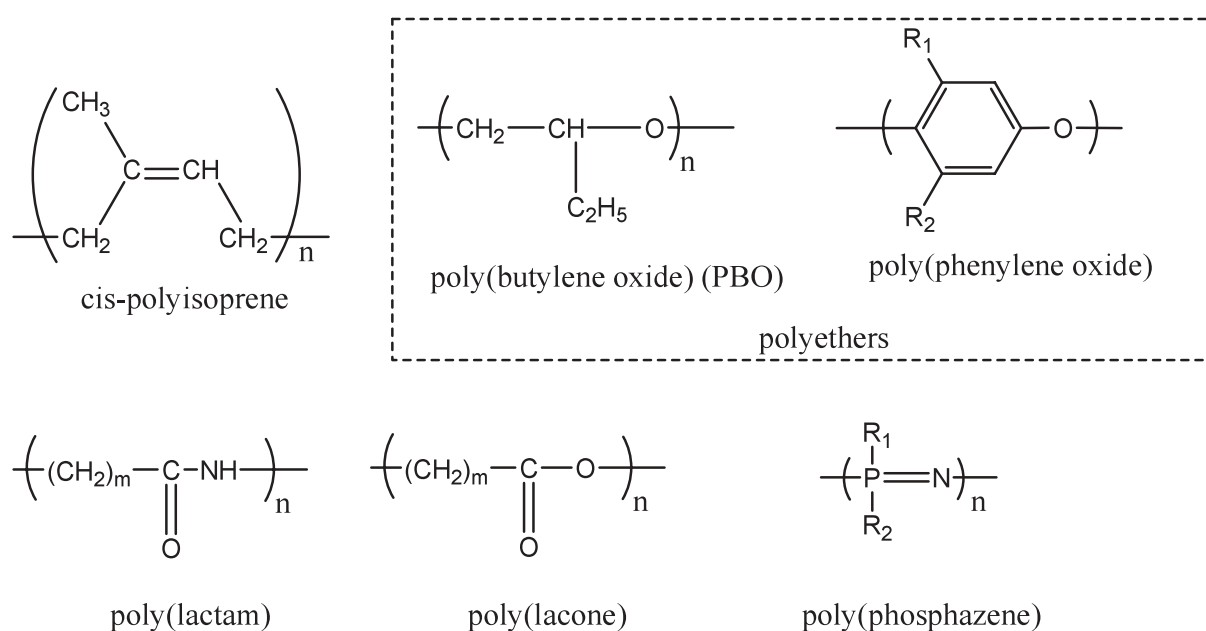 CH3
C=CH
CH2
CH2
n
cis-polyisoprene
CH2
CH
O
n
C2H5
poly(butylene oxide) (PBO)
R1
O
n
R2
poly(phenylene oxide)
polyethers
(CH2)m
C
NH
n
O
poly(lactam)
(CH2)m
C
O
n
O
poly(lacone)
R1
P
N
n
R2
poly(phosphazene)